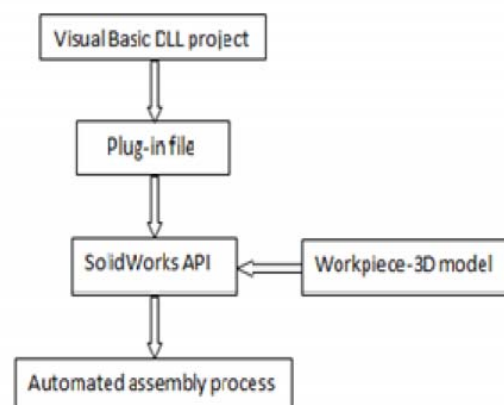 Visual Basic DLL project
Plug-in file
SolidWorks API
Workpiece-3D model
Automated assembly process